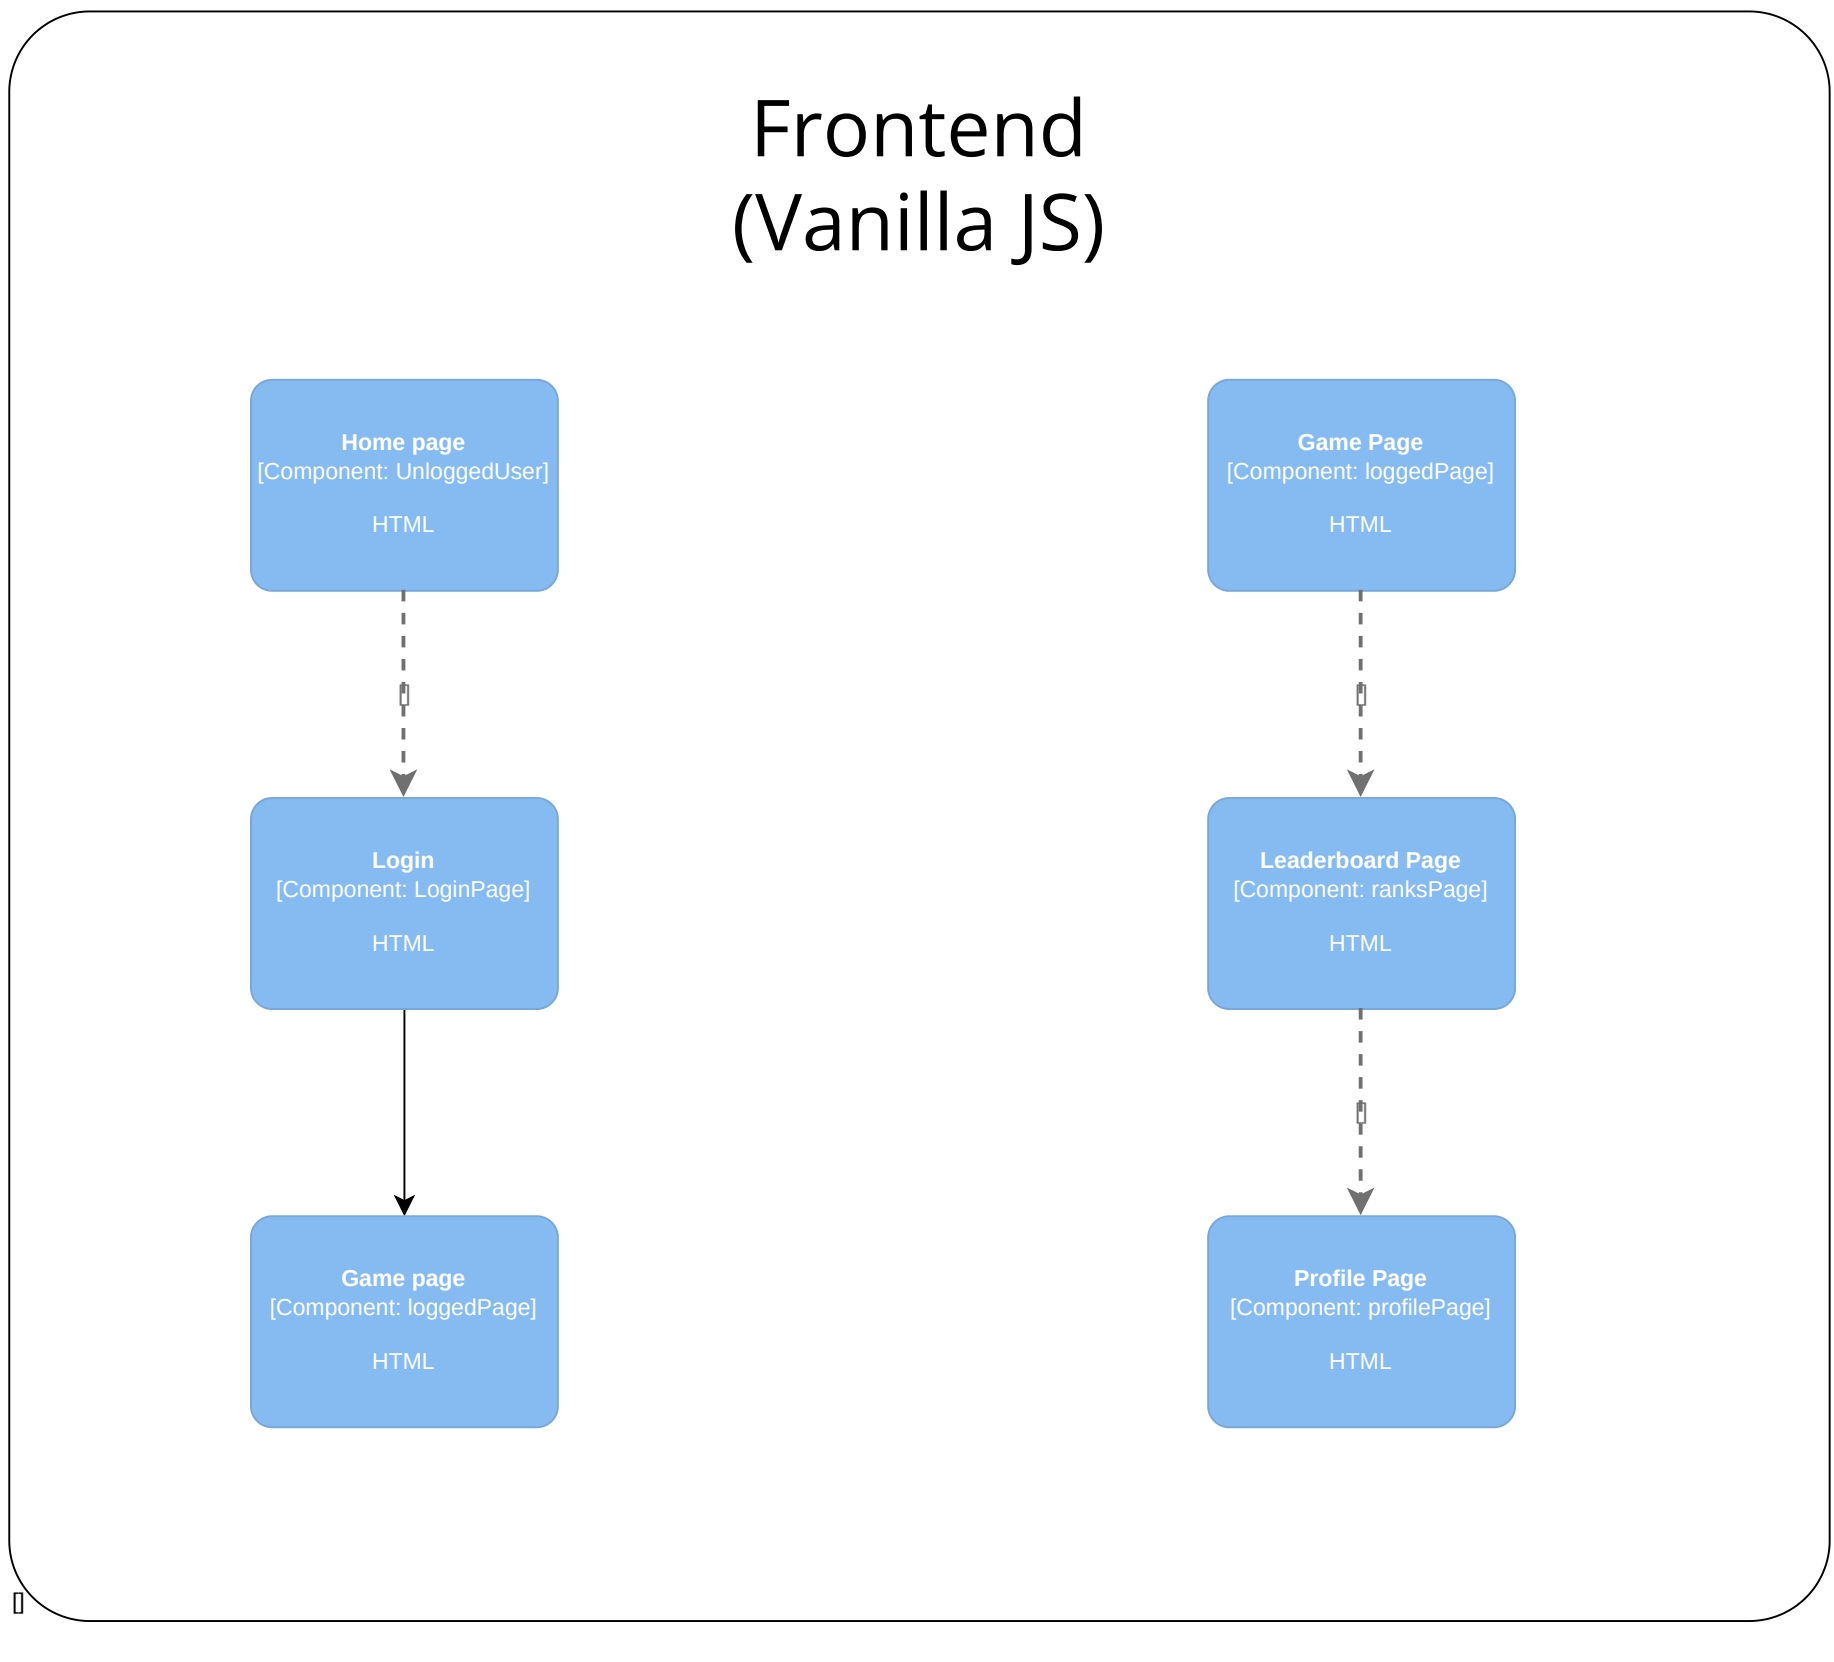 Frontend
(Vanilla JS)
Home page
[Component: UnloggedUser]
HTML
Login
[Component: LoginPage]
HTML
Game page
[Component: loggedPage]
HTML
Game Page
[Component: loggedPage]
HTML
Leaderboard Page
[Component: ranksPage]
HTML
Profile Page
[Component: profilePage]
HTML